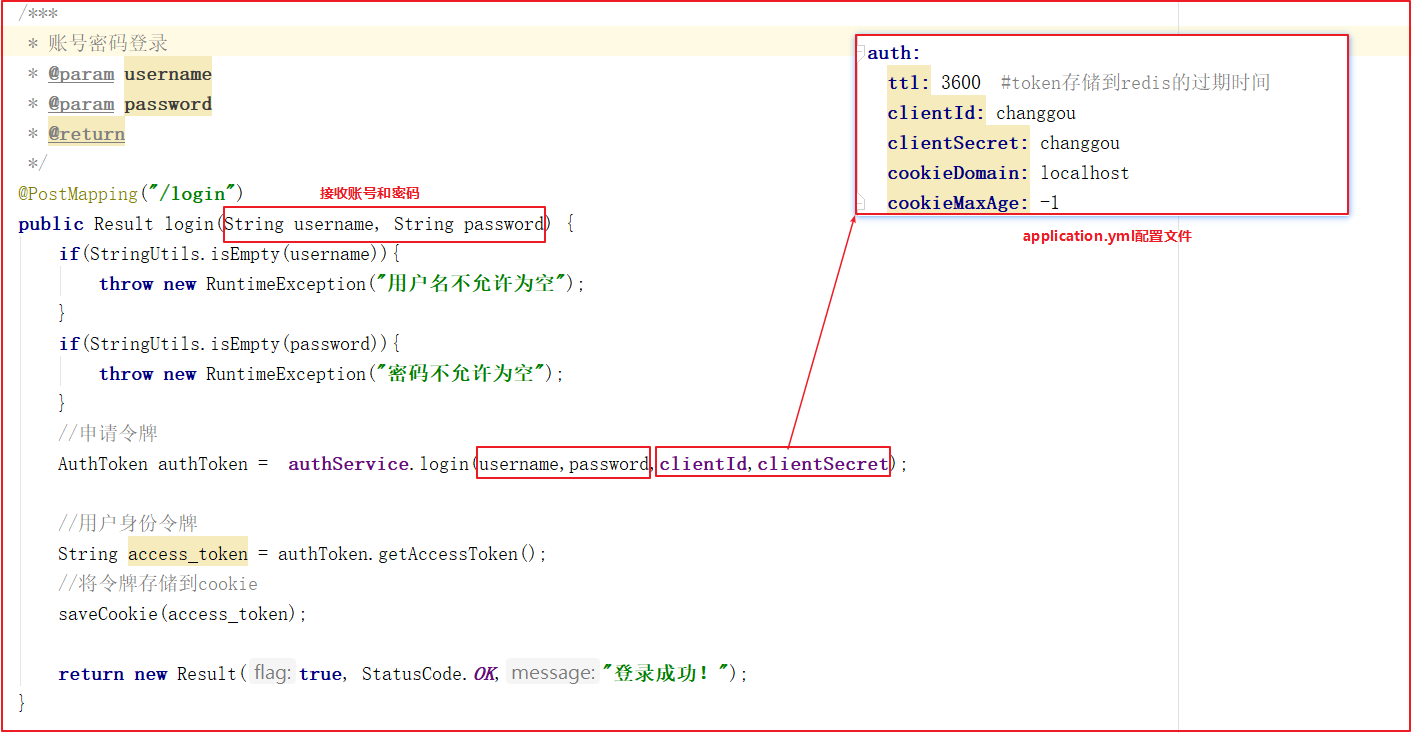 /***
* 账号密码登录
* @param username
* @param password
* @return
*/
@PostMapping("/login")
接收账号和密码
public Result login(String username, String password) {
if(StringUtils.isEmpty(username)){
throw new RuntimeException("用户名不允许为空");
}
if(StringUtils.isEmpty(password)){
throw new RuntimeException("密码不允许为空");
}
//申请令牌
AuthToken authToken = authService.login(username,password,clientId,clientSecret);
//用户身份令牌
String access_token = authToken.getAccessToken();
//将令牌存储到cookie
saveCookie(access_token);
return new Result( flag: true, StatusCode.OK, message: "登录成功！");
}
auth:
ttl: 3600 #token存储到redis的过期时间
clientId: changgou
clientSecret: changgou
cookieDomain: localhost
cookieMaxAge: -1
application.yml配置文件